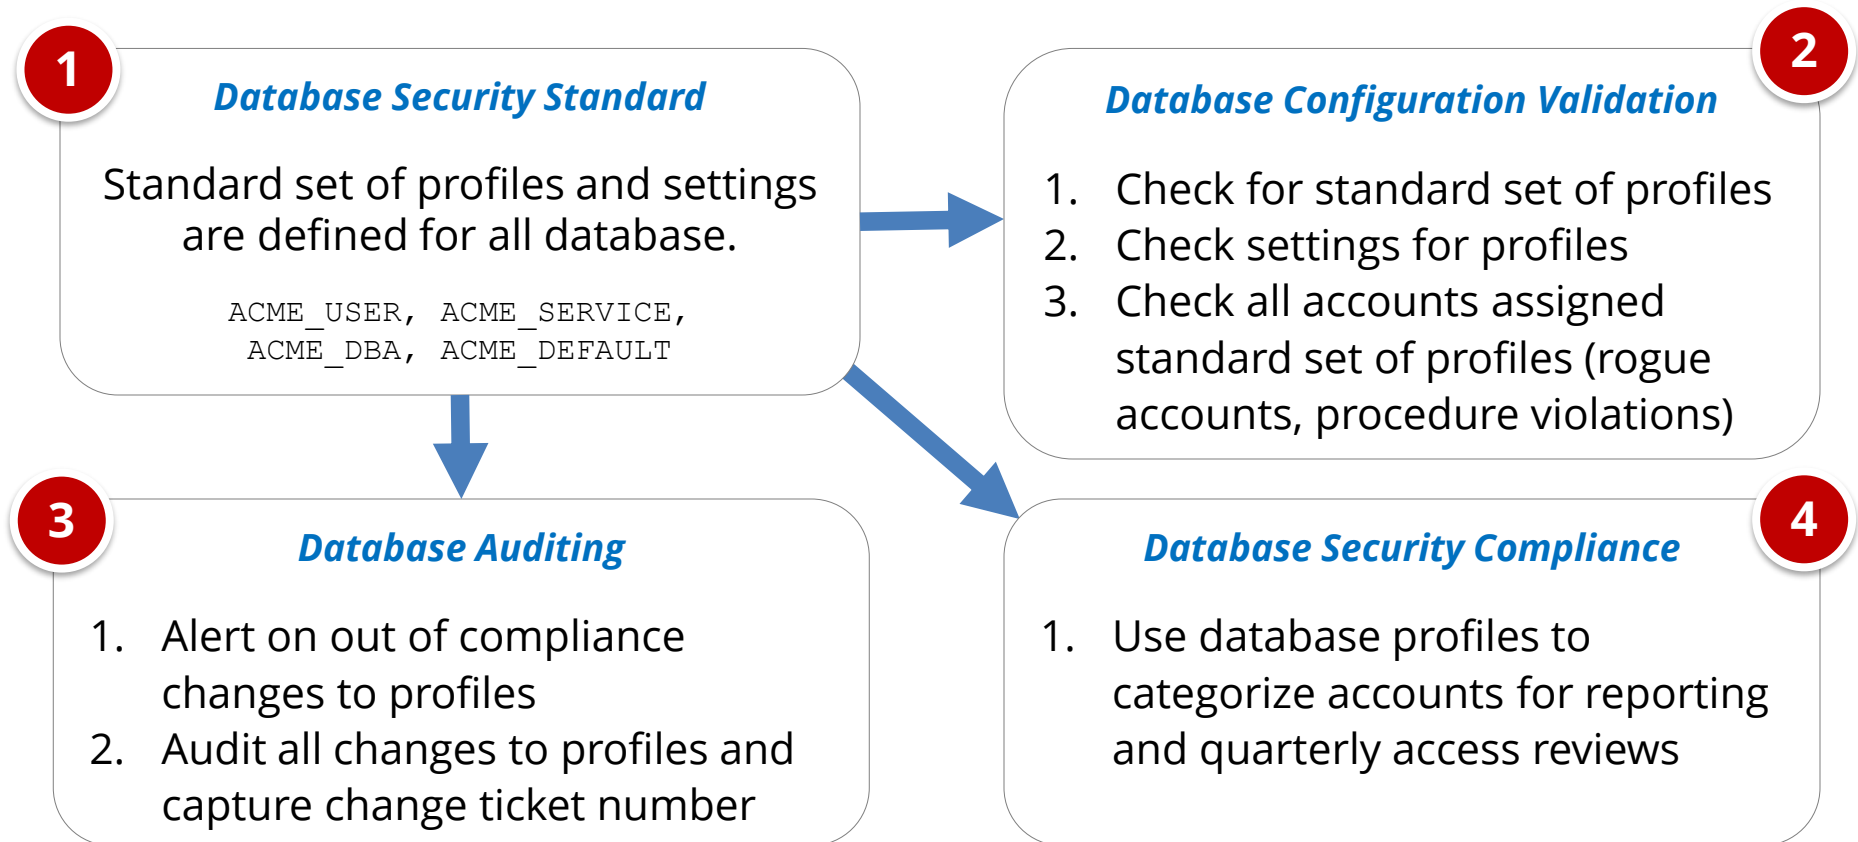 1
Database Security Standard
Standard set of profiles and settings
are defined for all database.
ACME_USER, ACME_SERVICE,
ACME_DBA, ACME_DEFAULT
2
Database Configuration Validation
1. Check for standard set of profiles
2. Check settings for profiles
3. Check all accounts assigned
standard set of profiles (rogue
accounts, procedure violations)
3
Database Auditing
1. Alert on out of compliance
changes to profiles
2. Audit all changes to profiles and
capture change ticket number
4
Database Security Compliance
1. Use database profiles to
categorize accounts for reporting
and quarterly access reviews